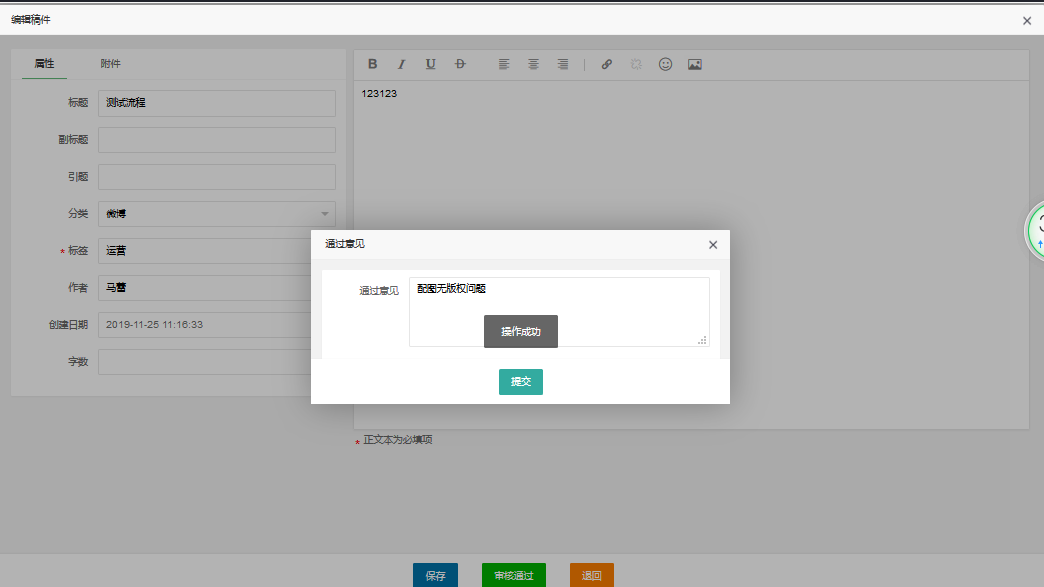 编辑稿件
属性 附件
标题 测试流程
副标题
引题
分类 微博
* 标签 运营
作者 马蕾
创建日期 2019-11-25 11:16:33
字数
B I U D
123123
通过意见
通过意见 配图无版权问题
操作成功
提交
* 正文本为必填项
保存 审核通过 退回